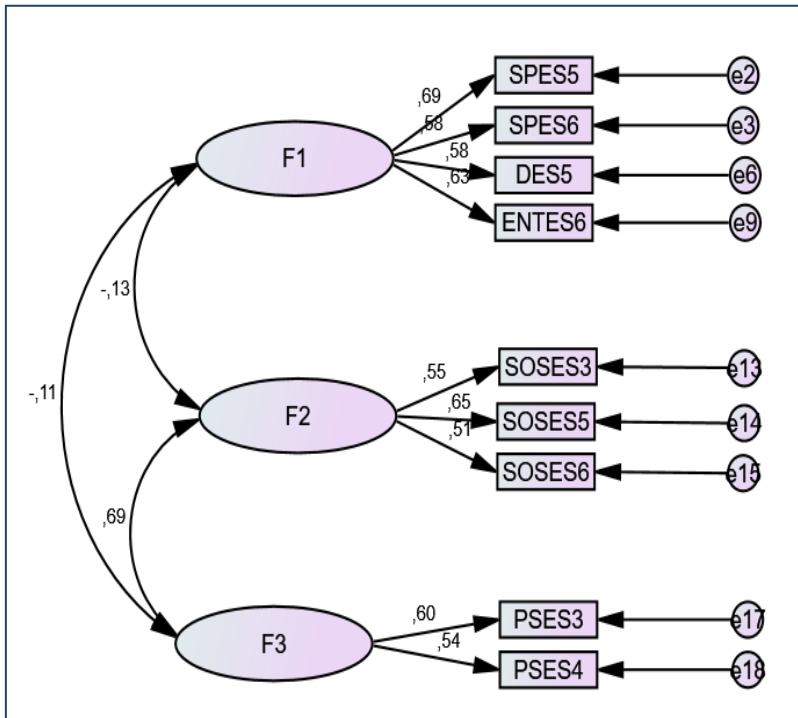 SPES5 e2
,69
,58
SPES6 e3
F1
,58
DES5 e6
,63
ENTES6 e9
-,13
SOSES3 e13
,55
-,11
,65
F2
SOSES5 e14
,51
SOSES6 e15
,69
,60
PSES3 e17
F3
,54
PSES4 e18